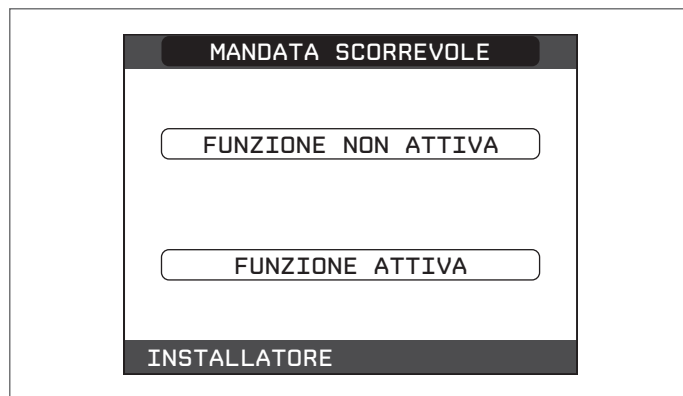 MANDATA SCORREVOLE
FUNZIONE NON ATTIVA
FUNZIONE ATTIVA
INSTALLATORE